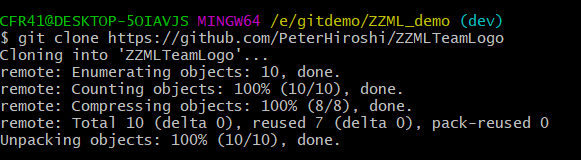 CFR41@DESKTOP-5OIAVJS MINGW64 /e/gitdemo/ZZML_demo (dev)
$ git clone https://github.com/PeterHiroshi/ZZMLTeamLogo
Cloning into 'ZZMLTeamLogo'...
remote: Enumerating objects: 10, done.
remote: Counting objects: 100% (10/10), done.
remote: Compressing objects: 100% (8/8), done.
remote: Total 10 (delta 0), reused 7 (delta 0), pack-reused 0
Unpacking objects: 100% (10/10), done.